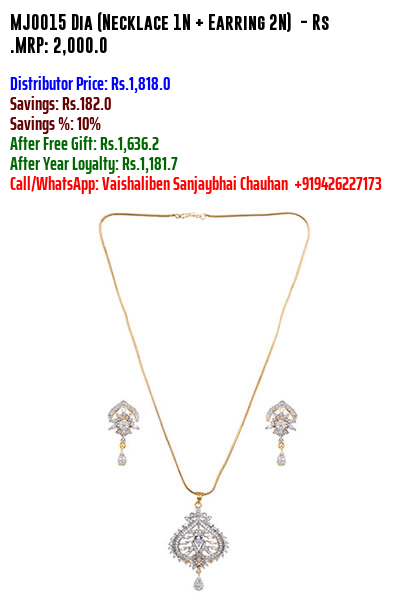 MJ0015 Dia (Necklace 1N + Earring 2N) - Rs
.MRP: 2,000.0
Distributor Price: Rs.1,818.0
Savings: Rs.182.0
Savings %: 10%
After Free Gift: Rs.1,636.2
After Year Loyalty: Rs.1,181.7
Call/WhatsApp: Vaishaliben Sanjaybhai Chauhan +919426227173